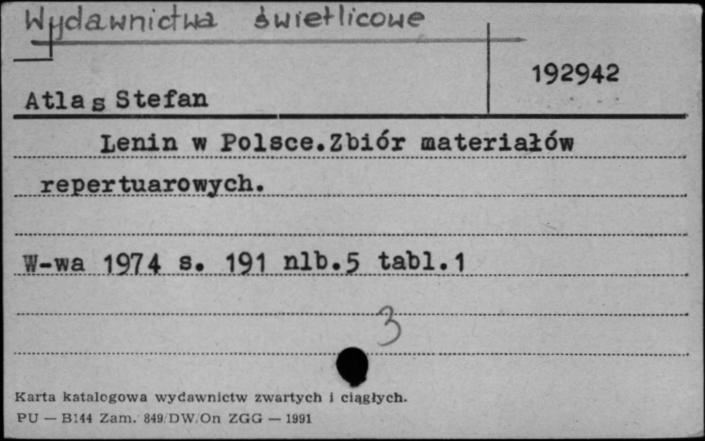 Wydawnictwa świetlicowe
192942
Atlas Stefan
Lenin w Polsce.Zbiór materiałów
repertuarowych.
W-wa 1974 s. 191 nlb.5 tabl.1
3
Karta katalogowa wydawnictw zwartych i ciągłych.
PU — B144 Zam. 849/DW/On ZGG — 1991